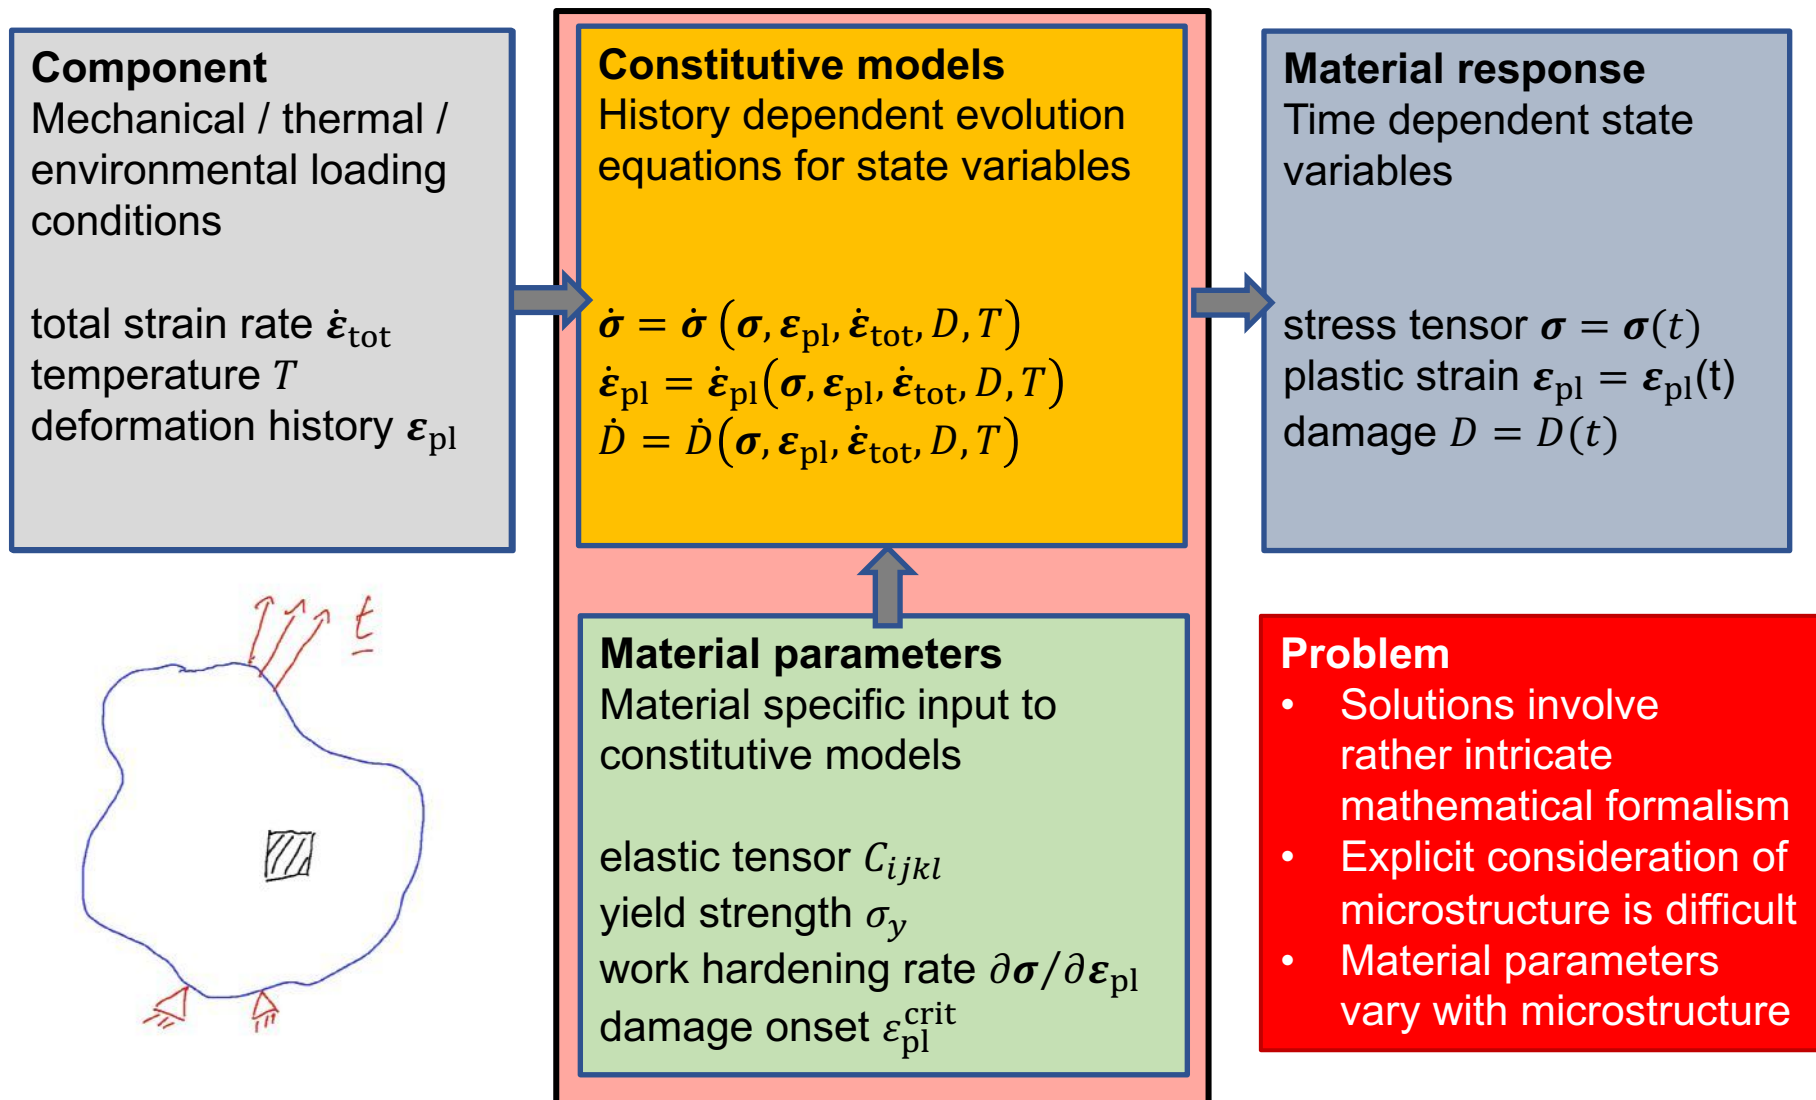 Component
Mechanical / thermal /
environmental loading
conditions
total strain rate ε̇tot
temperature T
deformation history εpl
Constitutive models
History dependent evolution
equations for state variables
σ̇ = σ̇ (σ, εpl, ε̇tot, D, T)
ε̇pl = ε̇pl(σ, εpl, ε̇tot, D, T)
Ḋ = Ḋ(σ, εpl, ε̇tot, D, T)
Material response
Time dependent state
variables
stress tensor σ = σ(t)
plastic strain εpl = εpl(t)
damage D = D(t)
t
Material parameters
Material specific input to
constitutive models
elastic tensor Cijkl
yield strength σy
work hardening rate ∂σ/∂εpl
damage onset εpl^crit
Problem
• Solutions involve
rather intricate
mathematical formalism
• Explicit consideration of
microstructure is difficult
• Material parameters
vary with microstructure